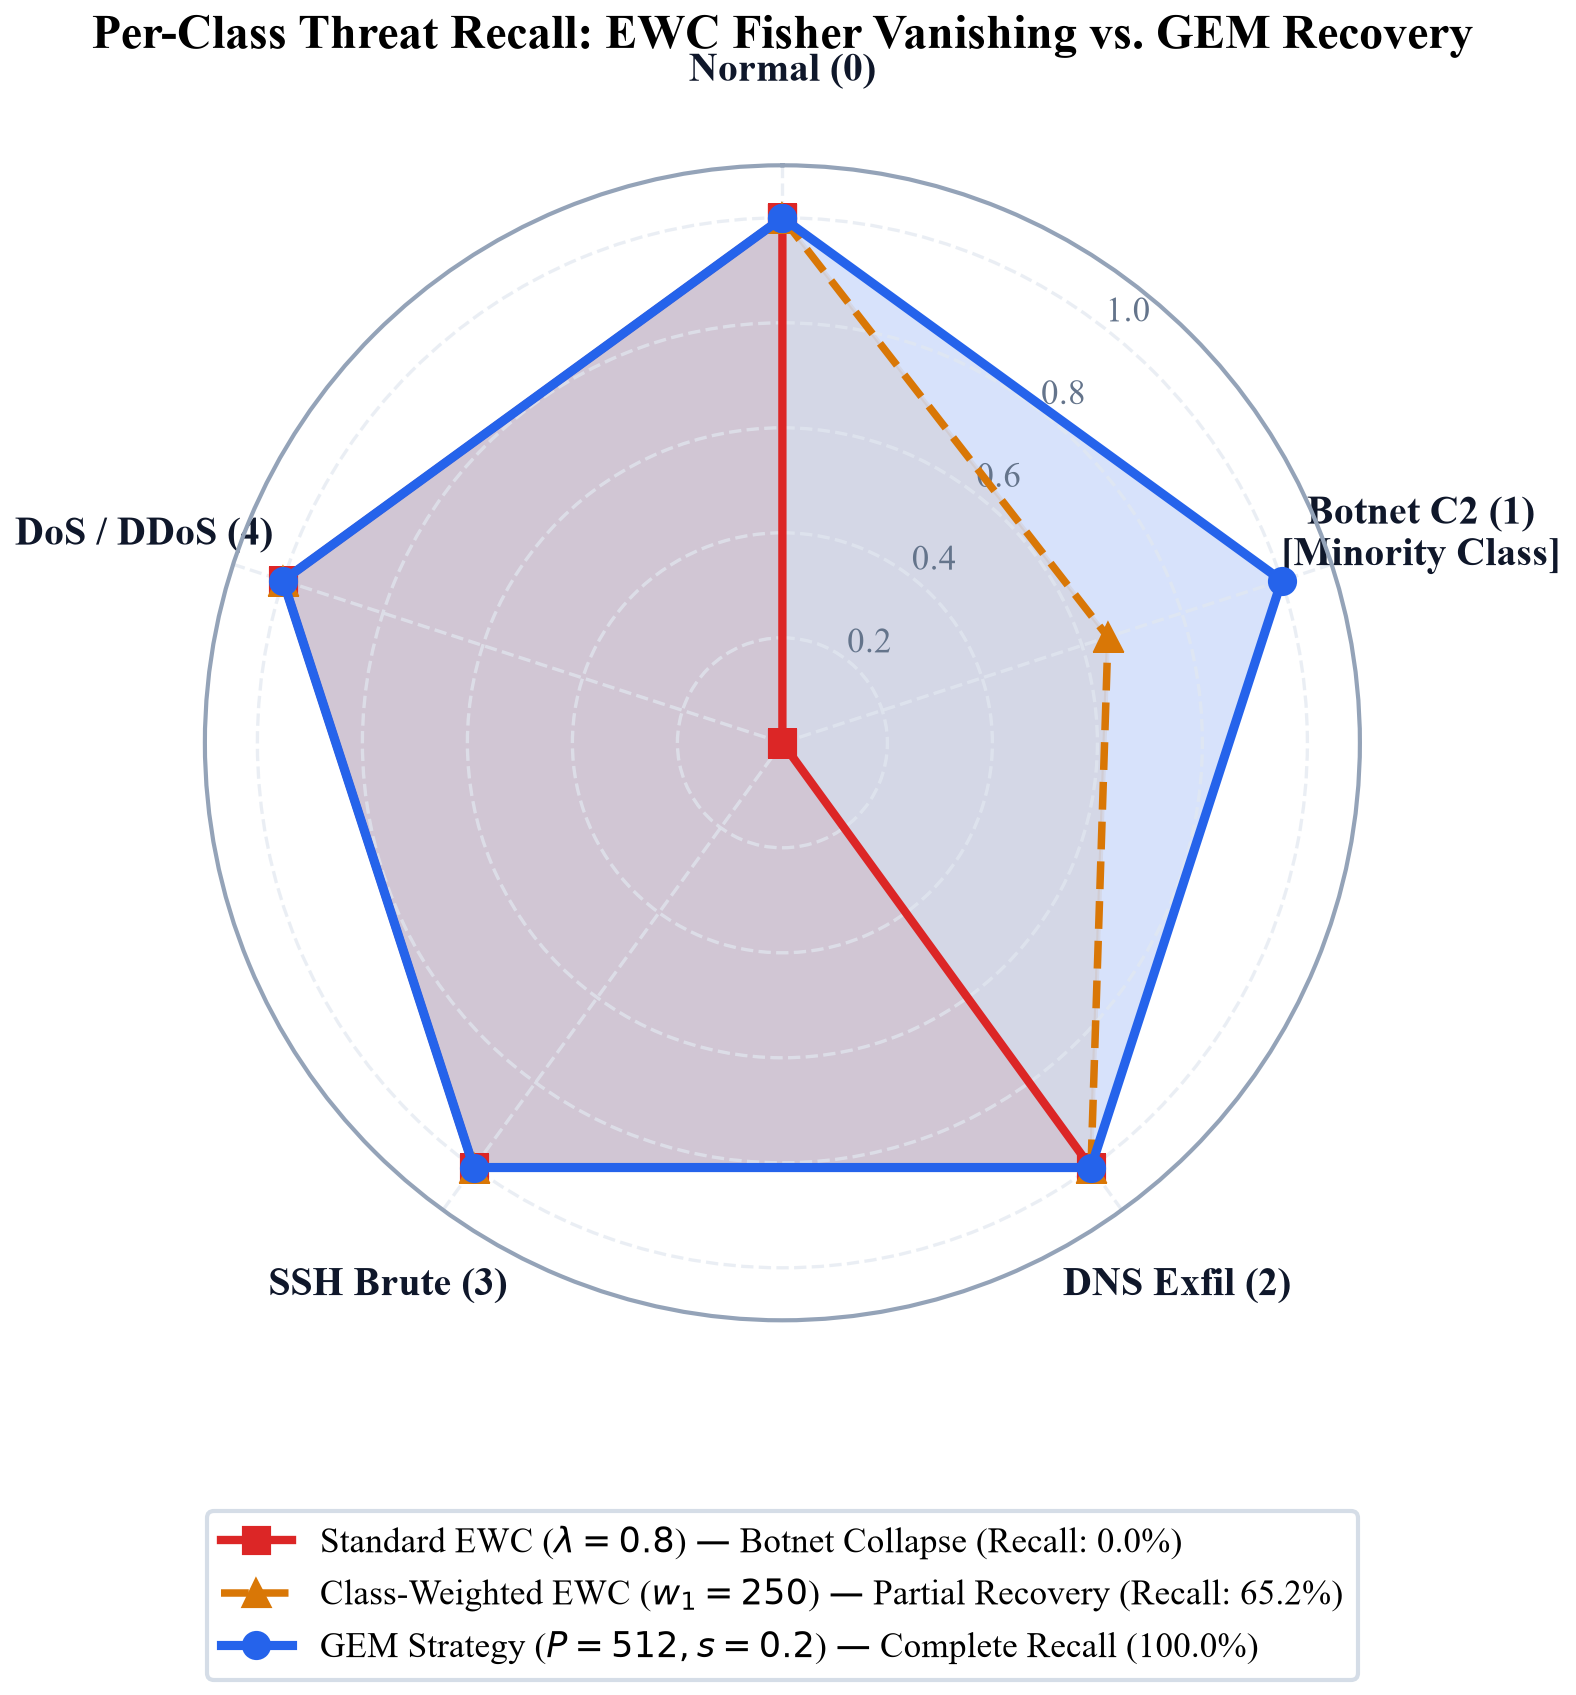 Per-Class Threat Recall: EWC Fisher Vanishing vs. GEM Recovery
Normal (0)
1.0
0.8
0.6
0.4
0.2
Botnet C2 (1)
[Minority Class]
DoS / DDoS (4)
SSH Brute (3)
DNS Exfil (2)
Standard EWC (λ = 0.8) — Botnet Collapse (Recall: 0.0%)
Class-Weighted EWC (w₁ = 250) — Partial Recovery (Recall: 65.2%)
GEM Strategy (P = 512, s = 0.2) — Complete Recall (100.0%)